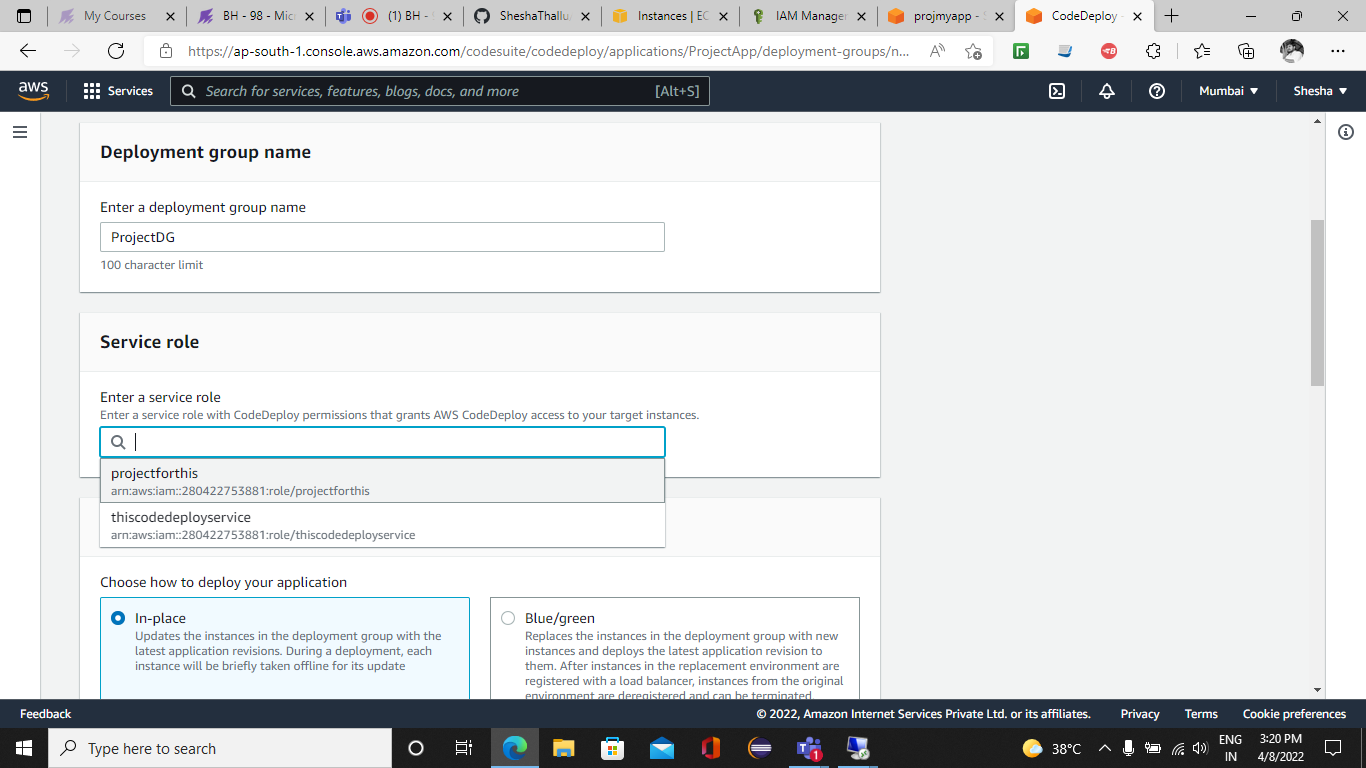 My Courses
BH - 98 - Mic
(1) BH -
SheshaThallu
Instances | EC
IAM Manager
projmyapp - S
CodeDeploy -
https://ap-south-1.console.aws.amazon.com/codesuite/codedeploy/applications/ProjectApp/deployment-groups/n...
aws
Services
Search for services, features, blogs, docs, and more
[Alt+S]
Mumbai
Shesha
Deployment group name
Enter a deployment group name
ProjectDG
100 character limit
Service role
Enter a service role
Enter a service role with CodeDeploy permissions that grants AWS CodeDeploy access to your target instances.
projectforthis
arn:aws:iam::280422753881:role/projectforthis
thiscodedeployservice
arn:aws:iam::280422753881:role/thiscodedeployservice
Choose how to deploy your application
In-place
Updates the instances in the deployment group with the
latest application revisions. During a deployment, each
instance will be briefly taken offline for its update
Blue/green
Replaces the instances in the deployment group with new
instances and deploys the latest application revision to
them. After instances in the replacement environment are
registered with a load balancer, instances from the original
environment are deregistered and can be terminated.
Feedback
© 2022, Amazon Internet Services Private Ltd. or its affiliates.
Privacy
Terms
Cookie preferences
Type here to search
1
38°C
ENG
IN
3:20 PM
4/8/2022